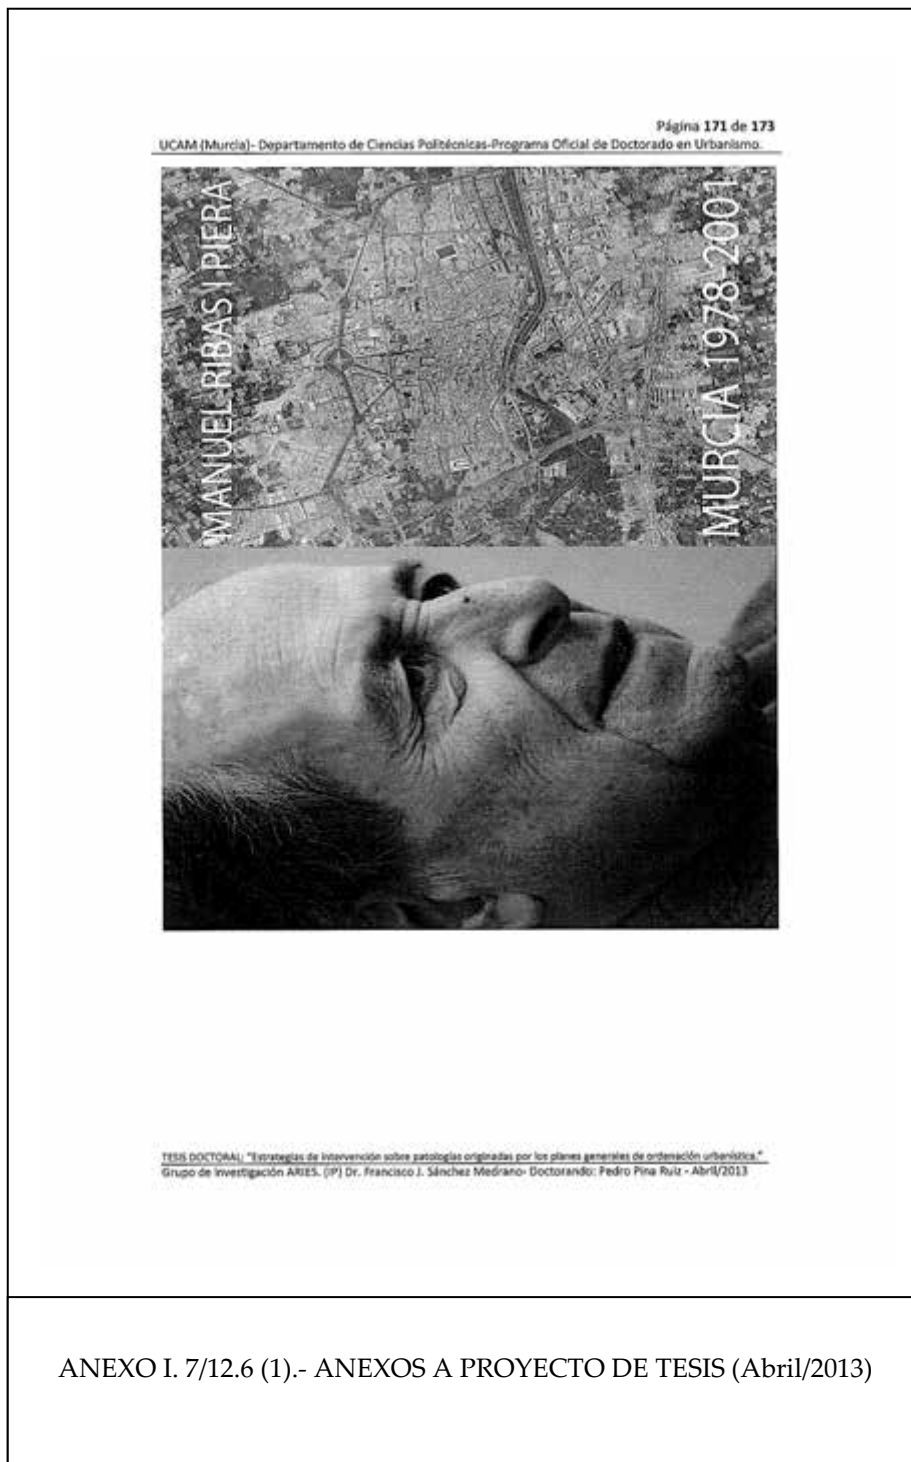 Página 171 de 173
UCAM (Murcia)- Departamento de Ciencias Politécnicas-Programa Oficial de Doctorado en Urbanismo.
MANUEL RIBAS I PIERA
MURCIA 1978-2001
TESIS DOCTORAL: "Estrategias de intervención sobre patologías originadas por los planes generales de ordenación urbanística."
Grupo de Investigación ARIES. (IP) Dr. Francisco J. Sánchez Medrano- Doctorando: Pedro Pina Ruiz - Abril/2013
ANEXO I. 7/12.6 (1).- ANEXOS A PROYECTO DE TESIS (Abril/2013)